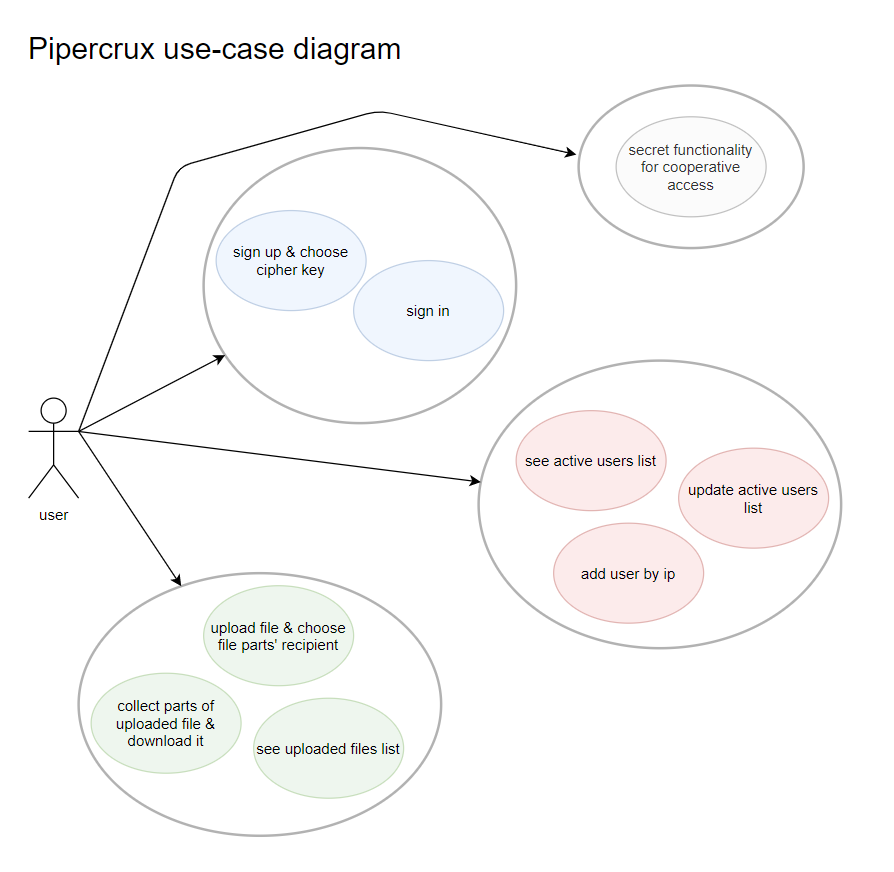 Pipercrux use-case diagram
secret functionality
for cooperative
access
sign up & choose
cipher key
sign in
see active users list
update active users
list
add user by ip
user
upload file & choose
file parts' recipient
collect parts of
uploaded file &
download it
see uploaded files list